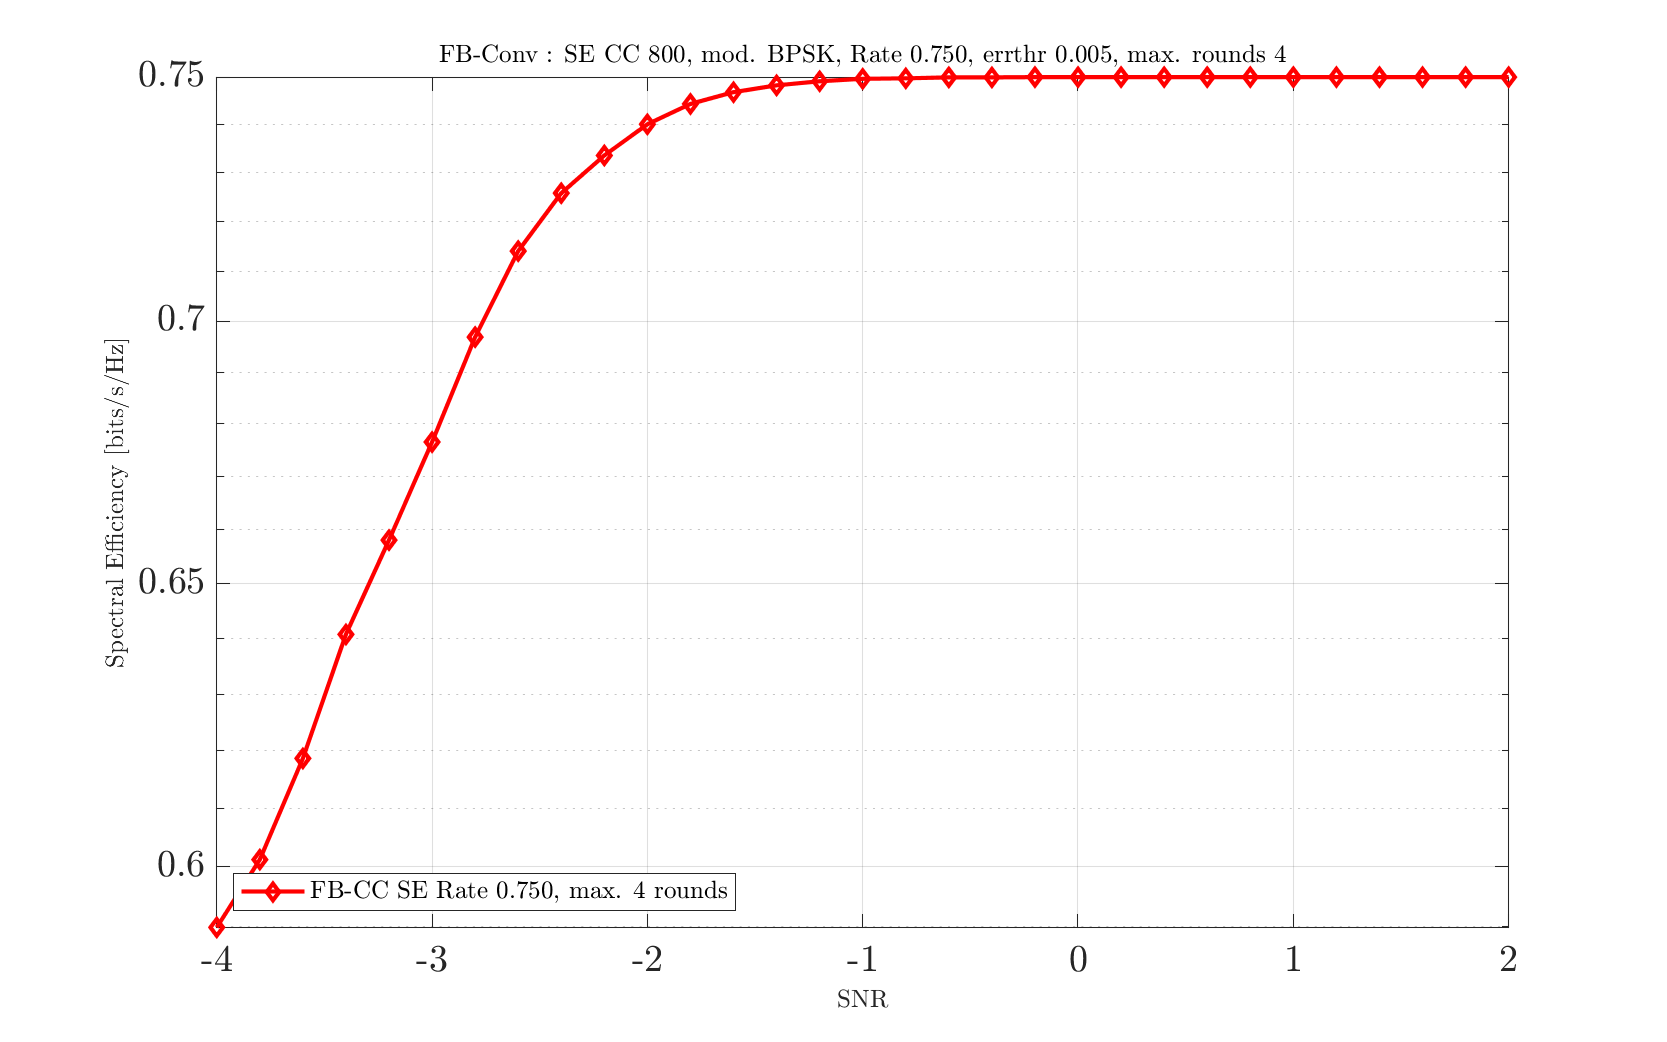 FB-Conv : SE CC 800, mod. BPSK, Rate 0.750, errthr 0.005, max. rounds 4
0.75
0.7
0.65
0.6
Spectral Efficiency [bits/s/Hz]
FB-CC SE Rate 0.750, max. 4 rounds
-4 -3 -2 -1 0 1 2
SNR